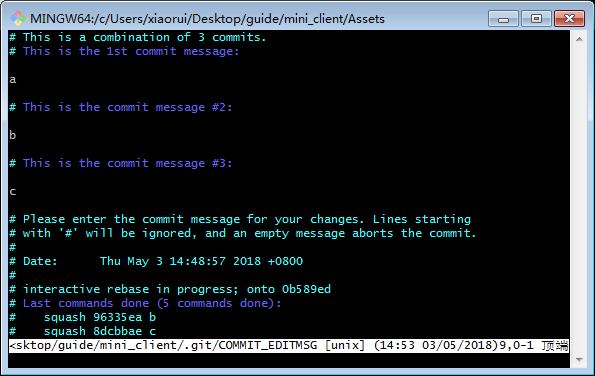 MINGW64:/c/Users/xiaorui/Desktop/guide/mini_client/Assets
# This is a combination of 3 commits.
# This is the 1st commit message:
a
# This is the commit message #2:
b
# This is the commit message #3:
c
# Please enter the commit message for your changes. Lines starting
# with '#' will be ignored, and an empty message aborts the commit.
#
# Date:      Thu May 3 14:48:57 2018 +0800
#
# interactive rebase in progress; onto 0b589ed
# Last commands done (5 commands done):
#    squash 96335ea b
#    squash 8dcbbae c
<sktop/guide/mini_client/.git/COMMIT_EDITMSG [unix] (14:53 03/05/2018)9,0-1 顶端